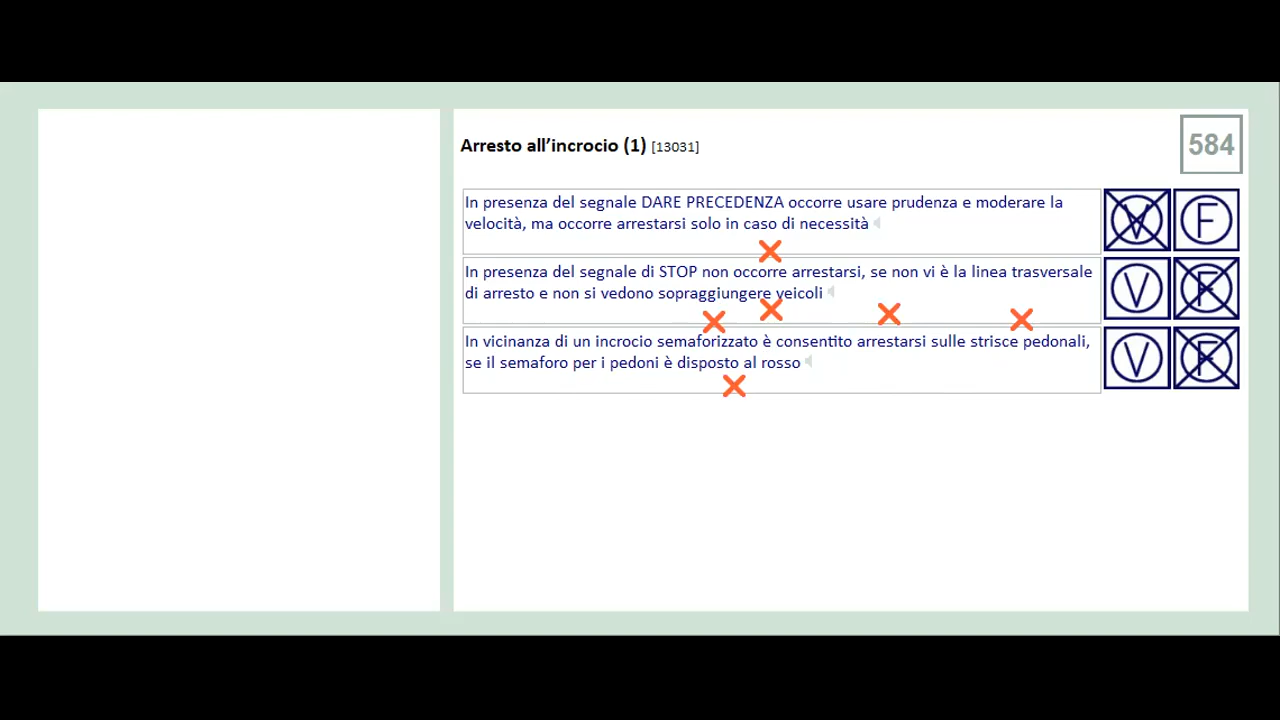 Arresto all’incrocio (1) [13031]
584
In presenza del segnale DARE PRECEDENZA occorre usare prudenza e moderare la
velocità, ma occorre arrestarsi solo in caso di necessità
V F
In presenza del segnale di STOP non occorre arrestarsi, se non vi è la linea trasversale
di arresto e non si vedono sopraggiungere veicoli
V F
In vicinanza di un incrocio semaforizzato è consentito arrestarsi sulle strisce pedonali,
se il semaforo per i pedoni è disposto al rosso
V F